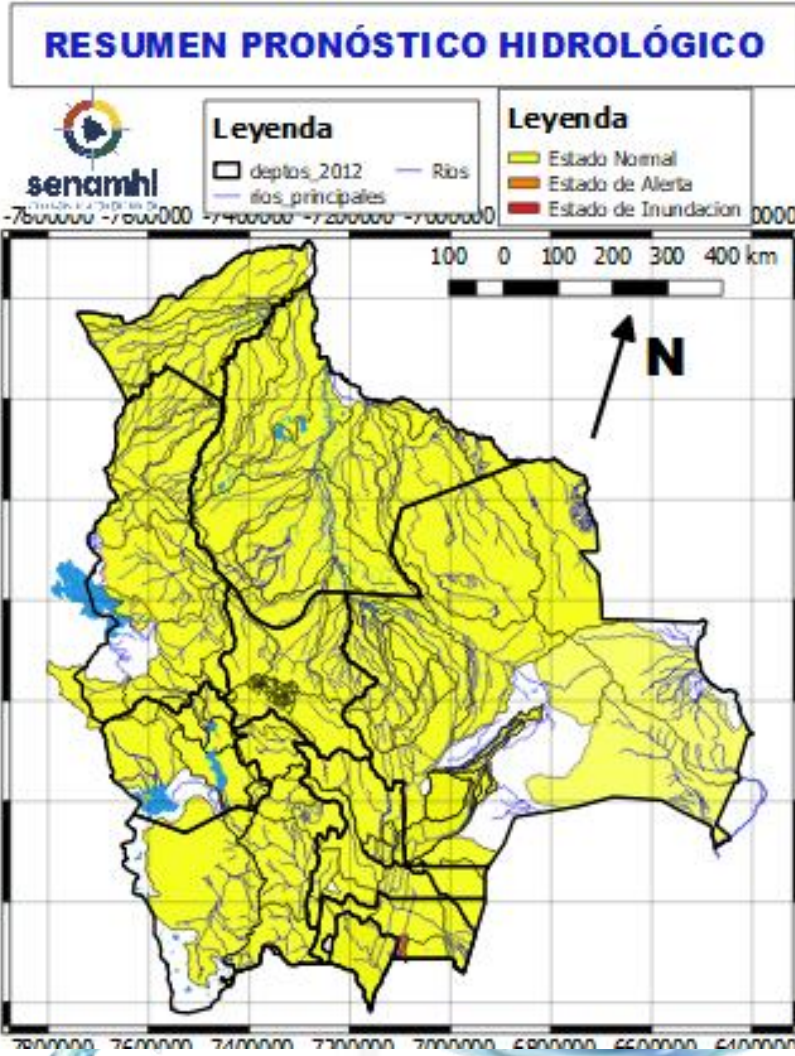 RESUMEN PRONÓSTICO HIDROLÓGICO
senamhi
Leyenda
deptos_2012
Rios
rios_principales
Leyenda
Estado Normal
Estado de Alerta
Estado de Inundacion
-7800000 -7600000 -7400000 -7200000 -7000000
100 0 100 200 300 400 km
N
-7800000 -7600000 -7400000 -7200000 -7000000 -6800000 -6600000 -6400000